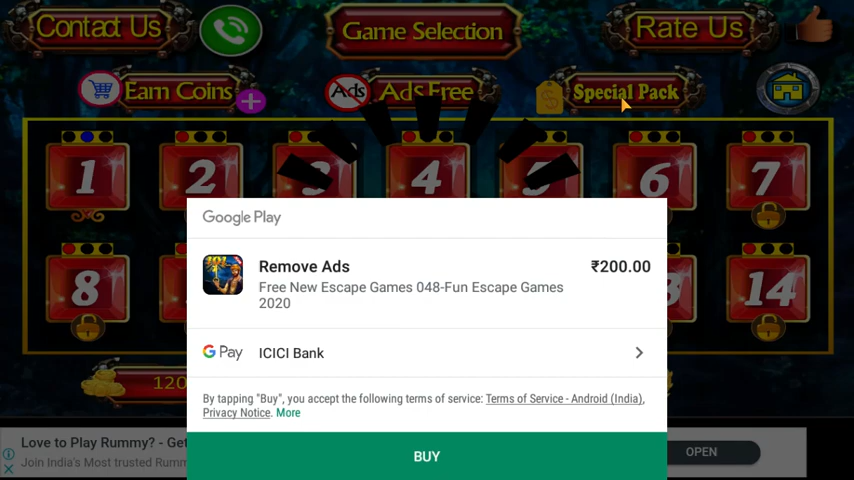 Contact Us
Game Selection
Rate Us
Earn Coins
Ads
Ads Free
Special Pack
1 2 3 4 5 6 7
Google Play
Remove Ads
₹200.00
Free New Escape Games 048-Fun Escape Games
2020
8
14
G Pay ICICI Bank
120
By tapping "Buy", you accept the following terms of service: Terms of Service - Android (India),
Privacy Notice. More
Love to Play Rummy? - Get
Join India's Most trusted Rumm
OPEN
BUY